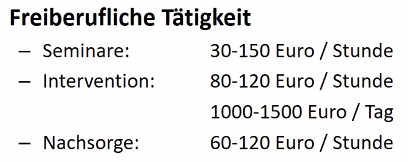 Freiberufliche Tätigkeit
– Seminare: 30-150 Euro / Stunde
– Intervention: 80-120 Euro / Stunde
1000-1500 Euro / Tag
– Nachsorge: 60-120 Euro / Stunde